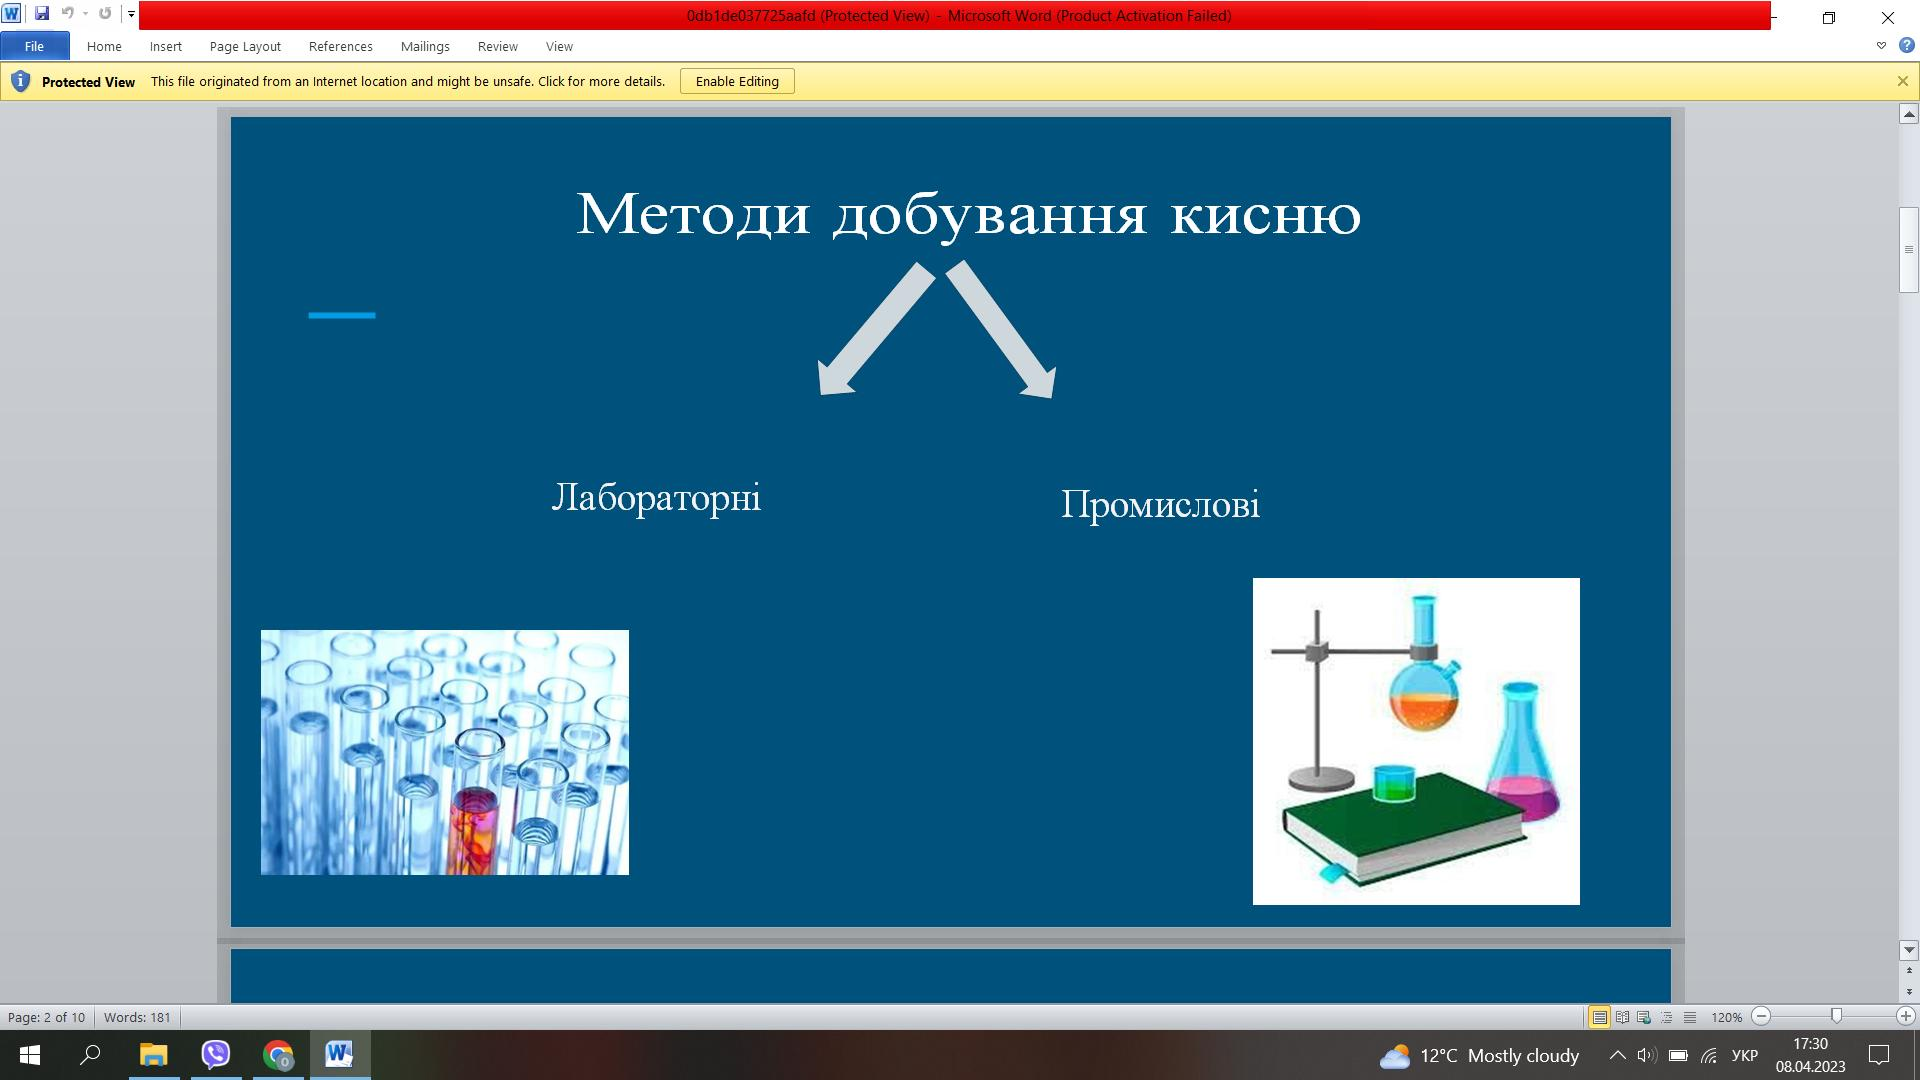 0db1de037725aafd (Protected View) - Microsoft Word (Product Activation Failed)
File Home Insert Page Layout References Mailings Review View
Protected View This file originated from an Internet location and might be unsafe. Click for more details. Enable Editing
Методи добування кисню
Лабораторні
Промислові
Page: 2 of 10 Words: 181 120%
12°C Mostly cloudy УКР 17:30
08.04.2023